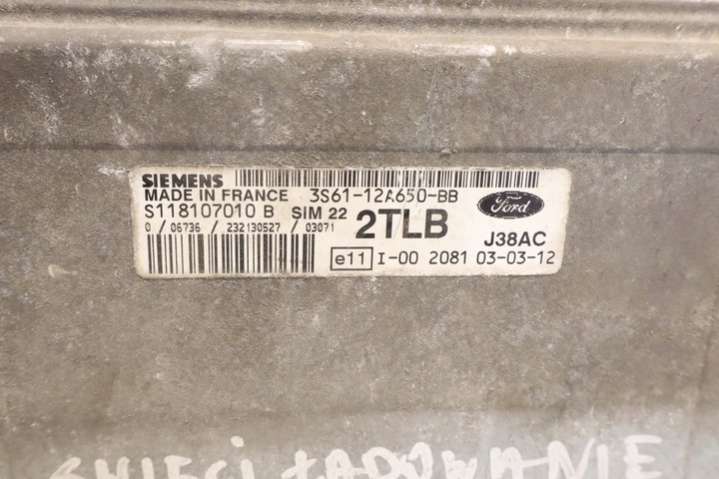 SIEMENS
MADE IN FRANCE 3S61-12A650-BB
S118107010 B SIM 22 2TLB Ford
0 / 06736 / 232130527 / 03071
J38AC
e11 I-00 2081 03-03-12
ŁADOWANIE